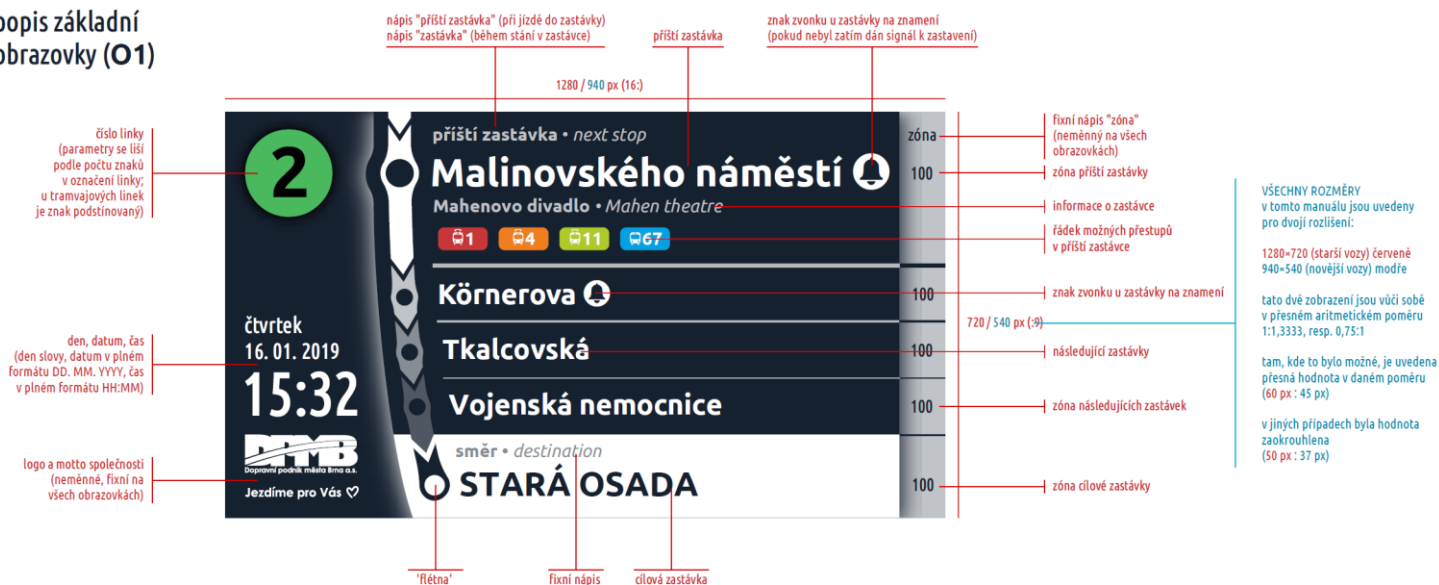 popis základní
obrazovky (O1)
nápis "příští zastávka" (při jízdě do zastávky)
nápis "zastávka" (během stání v zastávce)
příští zastávka
znak zvonku u zastávky na znamení
(pokud nebyl zatím dán signál k zastavení)
1280 / 940 px (16:)
číslo linky
(parametry se liší
podle počtu znaků
v označení linky;
u tramvajových linek
je znak podstínovaný)
2
příští zastávka • next stop
Malinovského náměstí
Mahenovo divadlo • Mahen theatre
1
4
11
67
zóna
100
fixní nápis "zóna"
(neměnný na všech
obrazovkách)
zóna příští zastávky
informace o zastávce
řádek možných přestupů
v příští zastávce
Körnerova
100
znak zvonku u zastávky na znamení
720 / 540 px (:9)
Tkalcovská
100
následující zastávky
Vojenská nemocnice
100
zóna následujících zastávek
den, datum, čas
(den slovy, datum v plném
formátu DD. MM. YYYY, čas
v plném formátu HH:MM)
čtvrtek
16. 01. 2019
15:32
logo a motto společnosti
(neměnné, fixní na
všech obrazovkách)
DPMB
Dopravní podnik města Brna a.s.
Jezdíme pro Vás ♡
směr • destination
STARÁ OSADA
100
zóna cílové zastávky
'flétna'
fixní nápis
cílová zastávka
VŠECHNY ROZMĚRY
v tomto manuálu jsou uvedeny
pro dvojí rozlišení:
1280×720 (starší vozy) červeně
940×540 (novější vozy) modře
tato dvě zobrazení jsou vůči sobě
v přesném aritmetickém poměru
1:1,3333, resp. 0,75:1
tam, kde to bylo možné, je uvedena
přesná hodnota v daném poměru
(60 px : 45 px)
v jiných případech byla hodnota
zaokrouhlena
(50 px : 37 px)